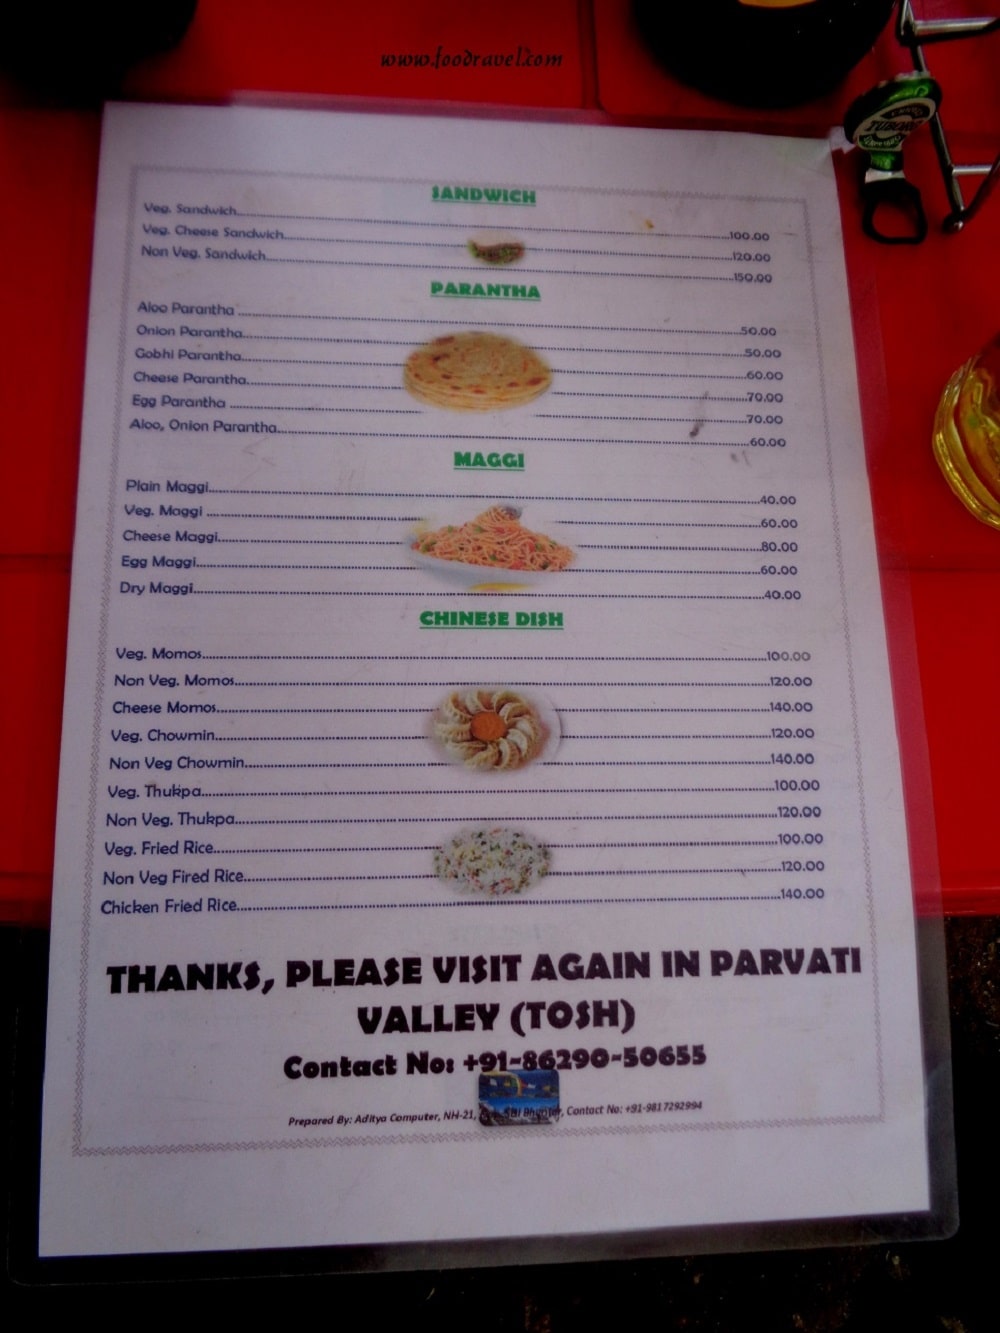 www.foodravel.com
TUBORG
SANDWICH
Veg. Sandwich 100.00
Veg. Cheese Sandwich 120.00
Non Veg. Sandwich 150.00
PARANTHA
Aloo Parantha 50.00
Onion Parantha 50.00
Gobhi Parantha 60.00
Cheese Parantha 70.00
Egg Parantha 70.00
Aloo, Onion Parantha 60.00
MAGGI
Plain Maggi 40.00
Veg. Maggi 60.00
Cheese Maggi 80.00
Egg Maggi 60.00
Dry Maggi 40.00
CHINESE DISH
Veg. Momos 100.00
Non Veg. Momos 120.00
Cheese Momos 140.00
Veg. Chowmin 120.00
Non Veg Chowmin 140.00
Veg. Thukpa 100.00
Non Veg. Thukpa 120.00
Veg. Fried Rice 100.00
Non Veg Fired Rice 120.00
Chicken Fried Rice 140.00
THANKS, PLEASE VISIT AGAIN IN PARVATI
VALLEY (TOSH)
Contact No: +91-86290-50655
Prepared By: Aditya Computer, NH-21, SBI Bhunter, Contact No: +91-9817292994